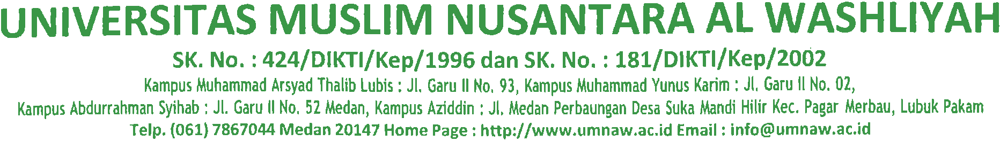 UNIVERSITAS MUSLIM NUSANTARA AL WASHLIYAH
SK. No. : 424/DIKTI/Kep/1996 dan SK. No. : 181/DIKTI/Kep/2002
Kampus Muhammad Arsyad Thalib Lubis : Jl. Garu II No. 93, Kampus Muhammad Yunus Karim : Jl. Garu II No. 02,
Kampus Abdurrahman Syihab : Jl. Garu II No. 52 Medan, Kampus Aziddin : Jl. Medan Perbaungan Desa Suka Mandi Hilir Kec. Pagar Merbau, Lubuk Pakam
Telp. (061) 7867044 Medan 20147 Home Page : http://www.umnaw.ac.id Email : info@umnaw.ac.id